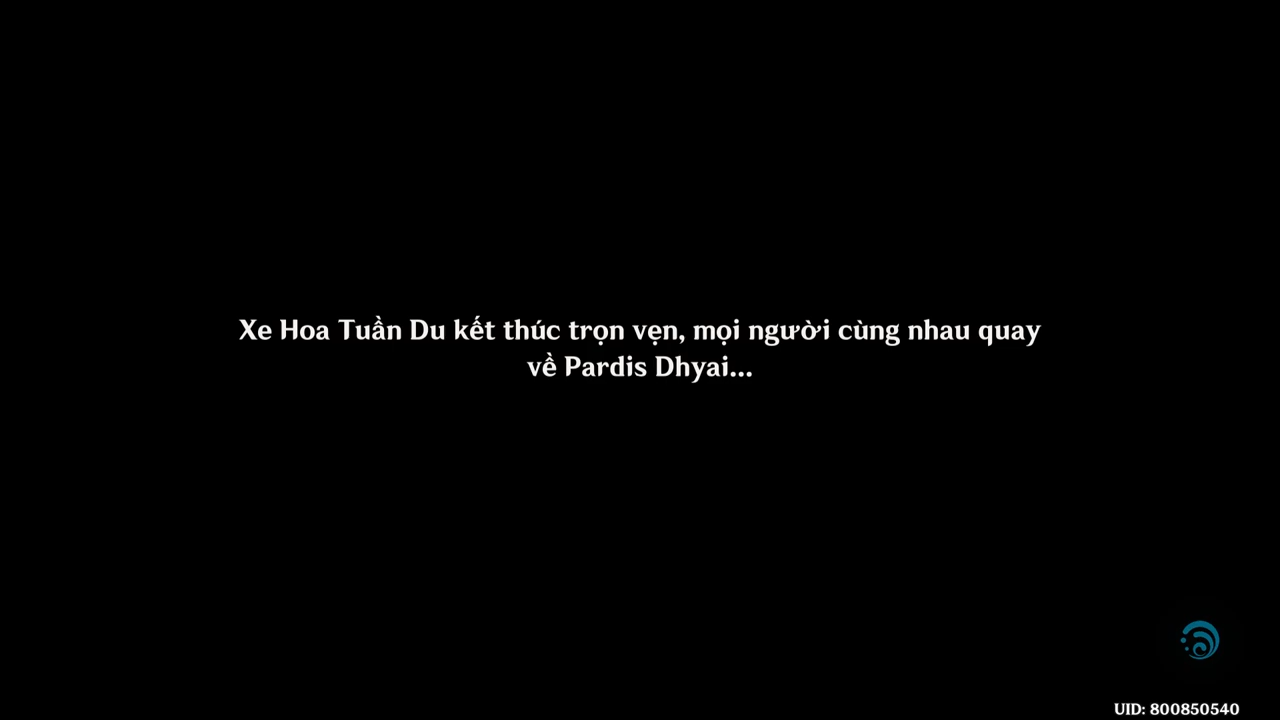 Xe Hoa Tuần Du kết thúc trọn vẹn, mọi người cùng nhau quay
về Pardis Dhyai...
UID: 800850540